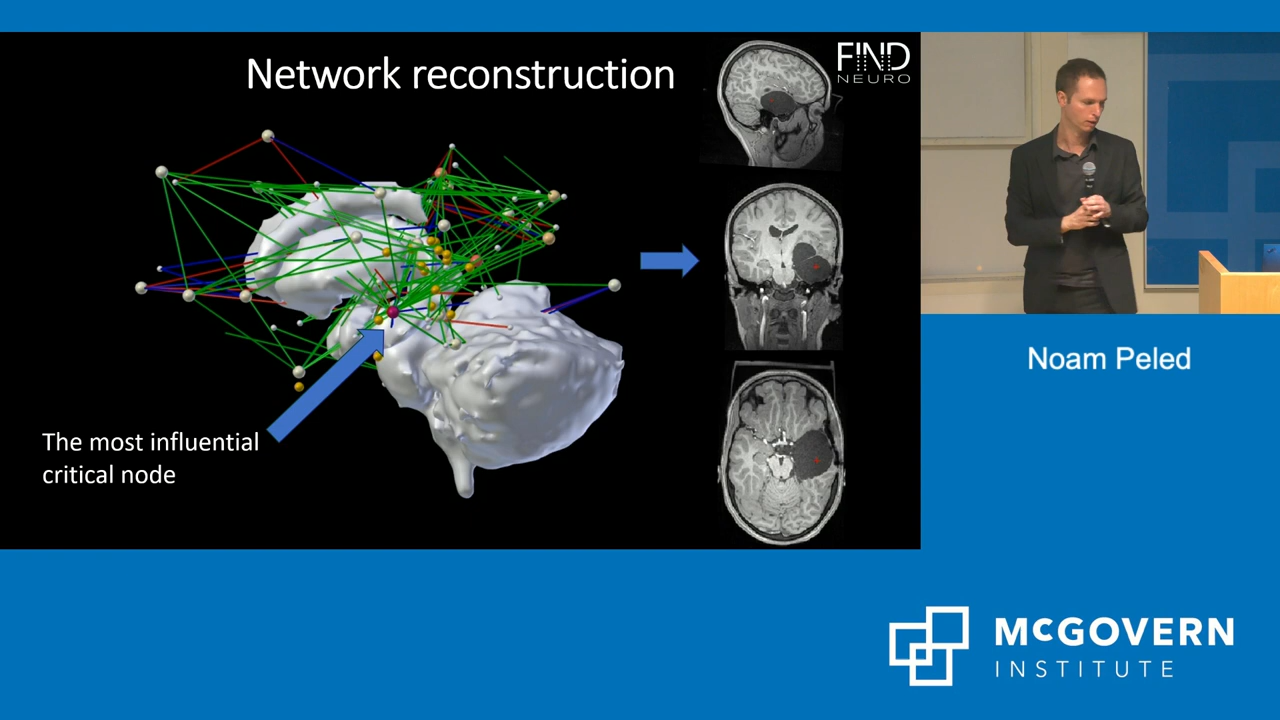 Network reconstruction
FIND
NEURO
The most influential
critical node
Noam Peled
McGOVERN
INSTITUTE